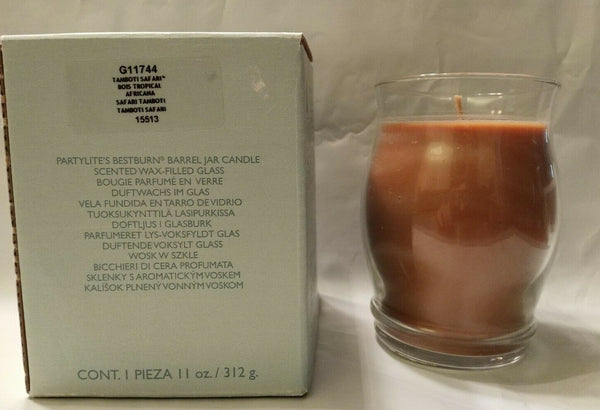 G11744
TAMBOTI SAFARI™
BOIS TROPICAL
AFRICANA
SAFARI TAMBOTI
TAMBOTI SAFARI
15513
PARTYLITE'S BESTBURN® BARREL JAR CANDLE
SCENTED WAX-FILLED GLASS
BOUGIE PARFUMÉ EN VERRE
DUFTWACHS IM GLAS
VELA FUNDIDA EN TARRO DE VIDRIO
TUOKSUKYNTTILÄ LASIPURKISSA
DOFTLJUS I GLASBURK
PARFUMERET LYS-VOKSFYLDT GLAS
DUFTENDE VOKSYLT GLASS
WOSK W SZKLE
BICCHIERI DI CERA PROFUMATA
SKLENKY S AROMATICKÝM VOSKEM
KALÍŠOK PLNENÝ VONNÝM VOSKOM
CONT. 1 PIEZA 11 oz. / 312 g.